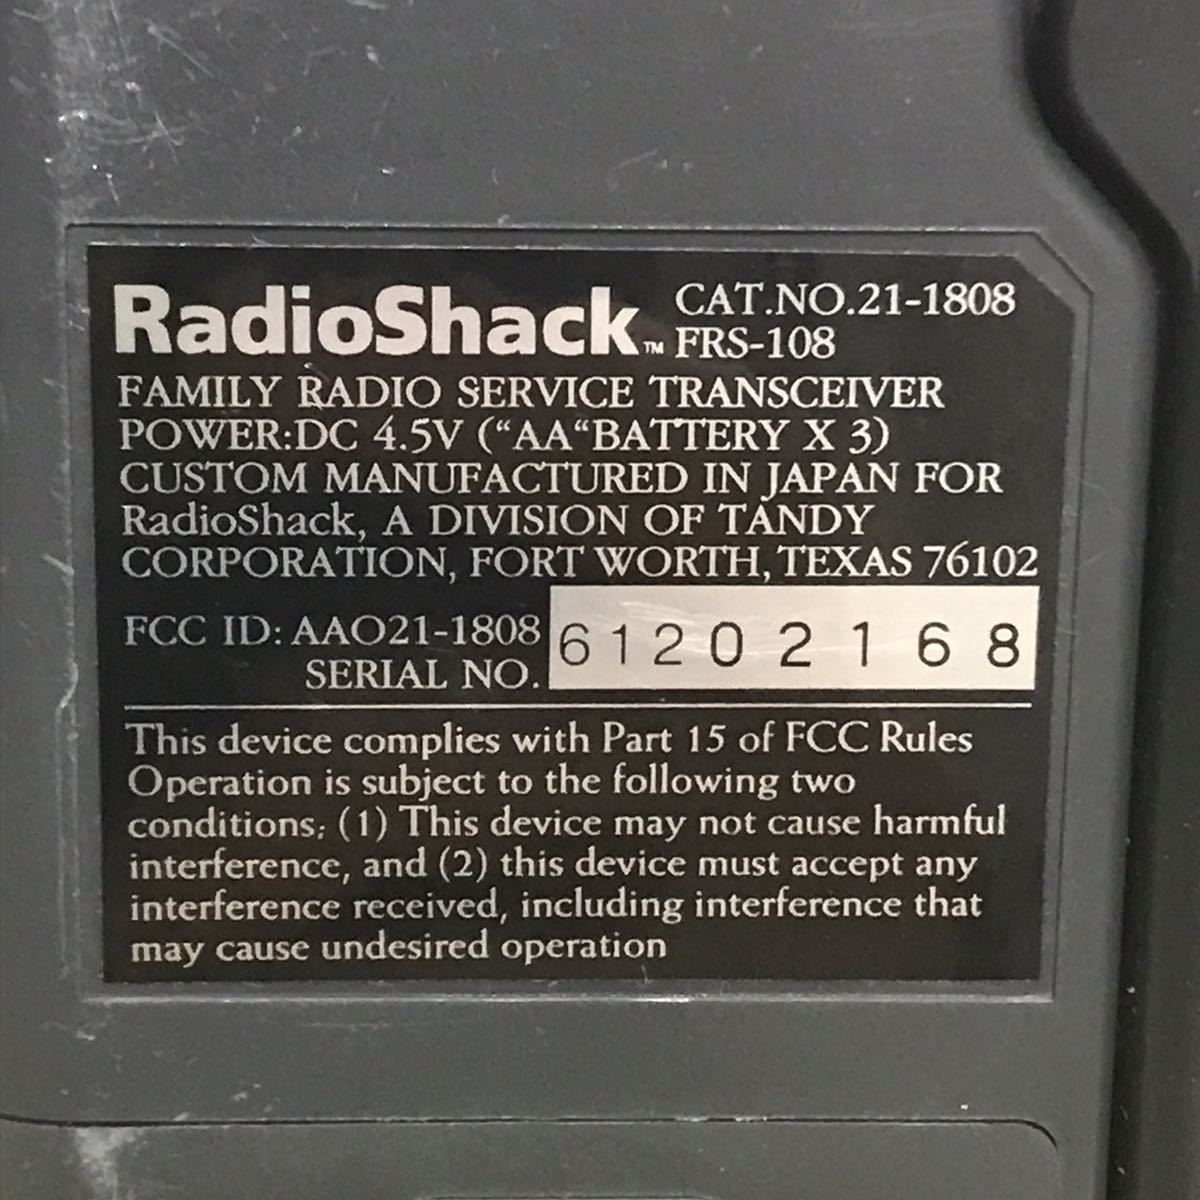 RadioShack™ CAT.NO.21-1808
FRS-108
FAMILY RADIO SERVICE TRANSCEIVER
POWER:DC 4.5V (“AA“BATTERY X 3)
CUSTOM MANUFACTURED IN JAPAN FOR
RadioShack, A DIVISION OF TANDY
CORPORATION, FORT WORTH, TEXAS 76102
FCC ID: AAO21-1808
SERIAL NO. 61202168
This device complies with Part 15 of FCC Rules
Operation is subject to the following two
conditions; (1) This device may not cause harmful
interference, and (2) this device must accept any
interference received, including interference that
may cause undesired operation